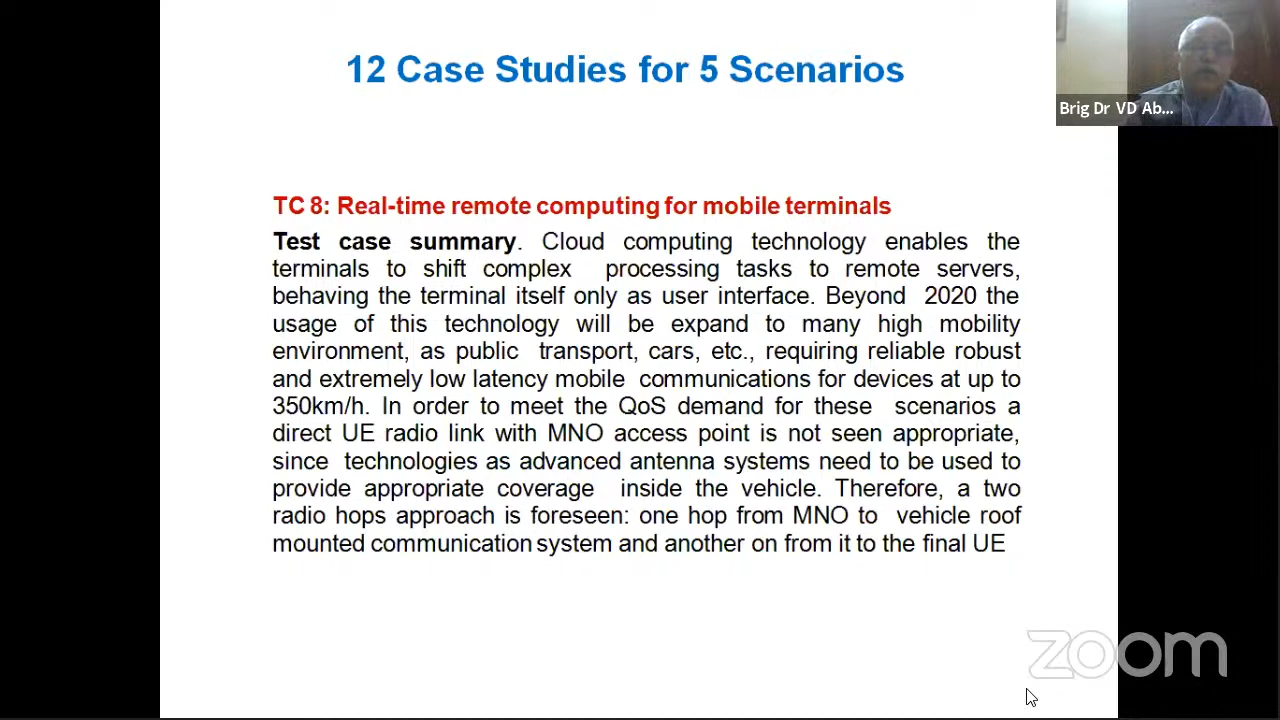 12 Case Studies for 5 Scenarios
Brig Dr VD Ab...
TC 8: Real-time remote computing for mobile terminals
Test case summary. Cloud computing technology enables the
terminals to shift complex processing tasks to remote servers,
behaving the terminal itself only as user interface. Beyond 2020 the
usage of this technology will be expand to many high mobility
environment, as public transport, cars, etc., requiring reliable robust
and extremely low latency mobile communications for devices at up to
350km/h. In order to meet the QoS demand for these scenarios a
direct UE radio link with MNO access point is not seen appropriate,
since technologies as advanced antenna systems need to be used to
provide appropriate coverage inside the vehicle. Therefore, a two
radio hops approach is foreseen: one hop from MNO to vehicle roof
mounted communication system and another on from it to the final UE
zoom